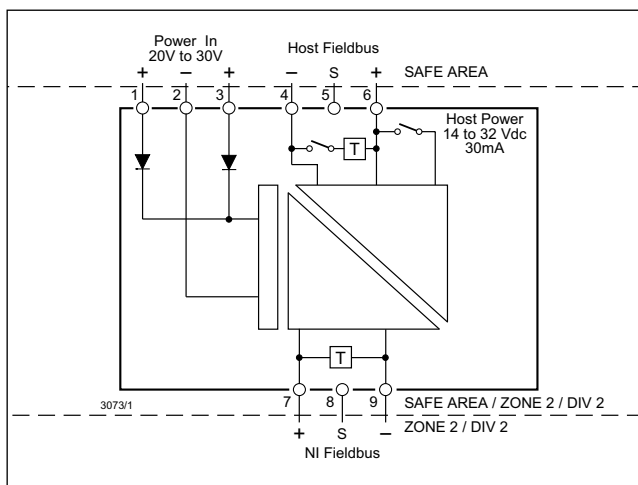 Power In
20V to 30V
Host Fieldbus
+ − + − S + SAFE AREA
1 2 3 4 5 6
Host Power
14 to 32 Vdc
30mA
T
T
3073/1
7 8 9 SAFE AREA / ZONE 2 / DIV 2
+ S − ZONE 2 / DIV 2
NI Fieldbus